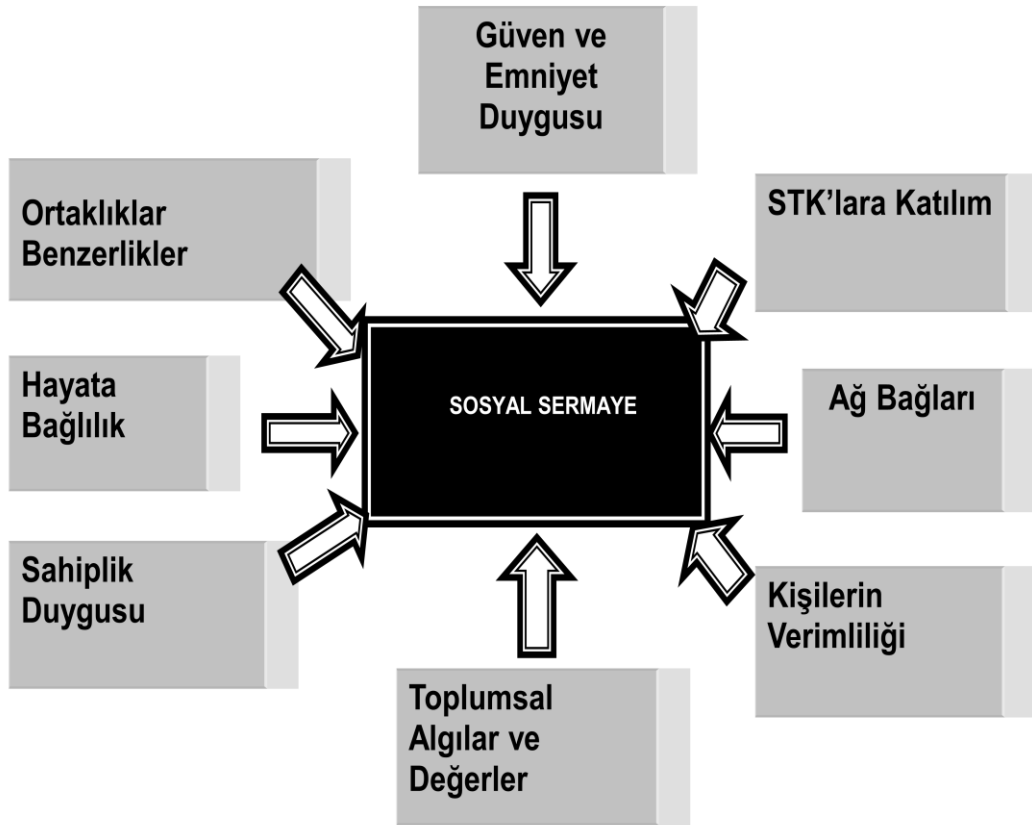 Güven ve
Emniyet
Duygusu
Ortaklıklar
Benzerlikler
STK'lara Katılım
Hayata
Bağlılık
SOSYAL SERMAYE
Ağ Bağları
Sahiplik
Duygusu
Kişilerin
Verimliliği
Toplumsal
Algılar ve
Değerler